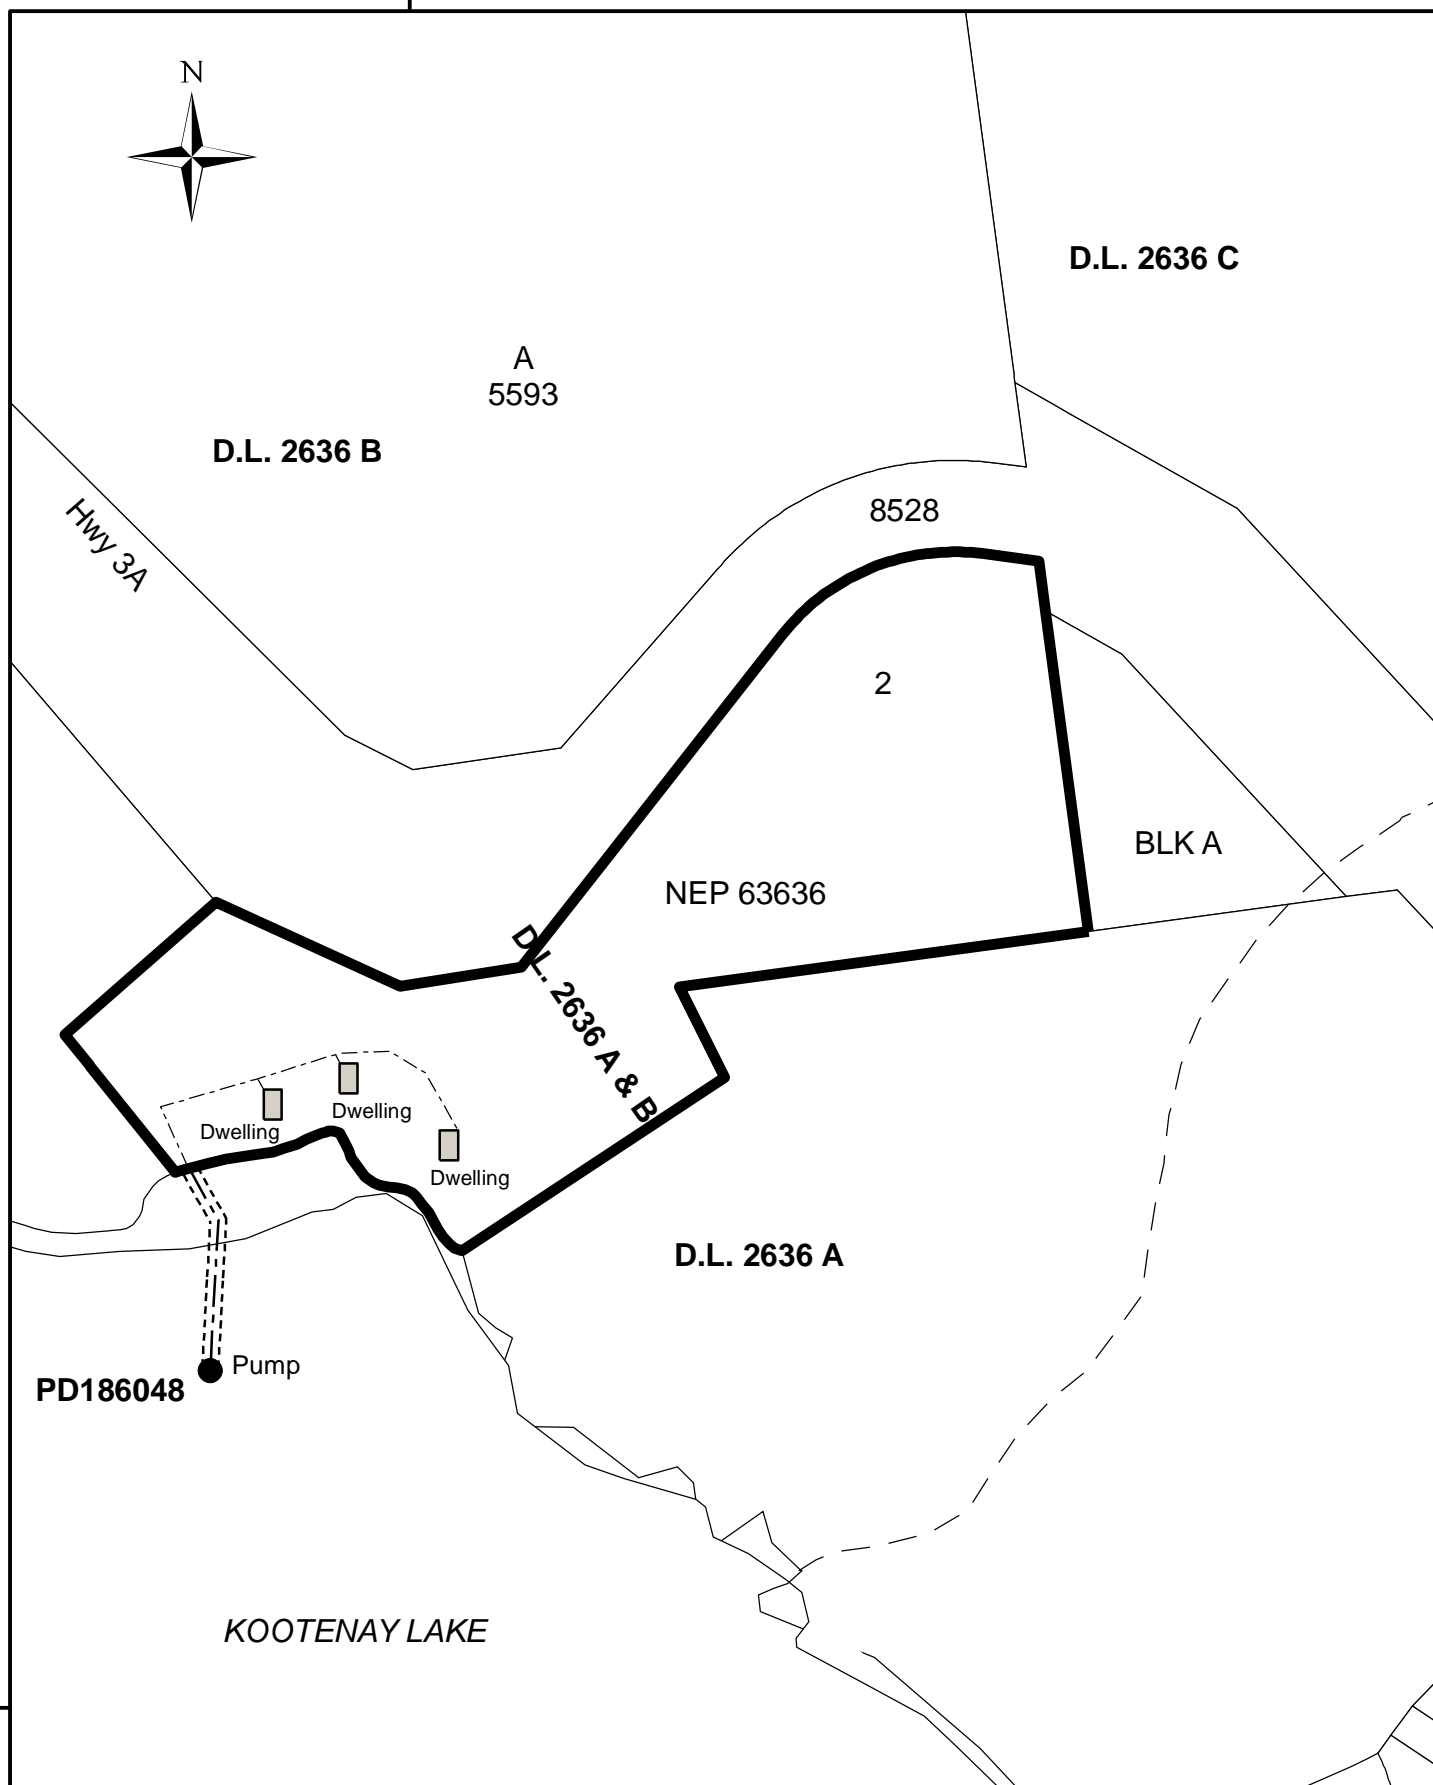 N
D.L. 2636 C
A
5593
D.L. 2636 B
Hwy 3A
8528
2
BLK A
NEP 63636
D.L. 2636 A & B
Dwelling
Dwelling
Dwelling
D.L. 2636 A
Pump
PD186048
KOOTENAY LAKE